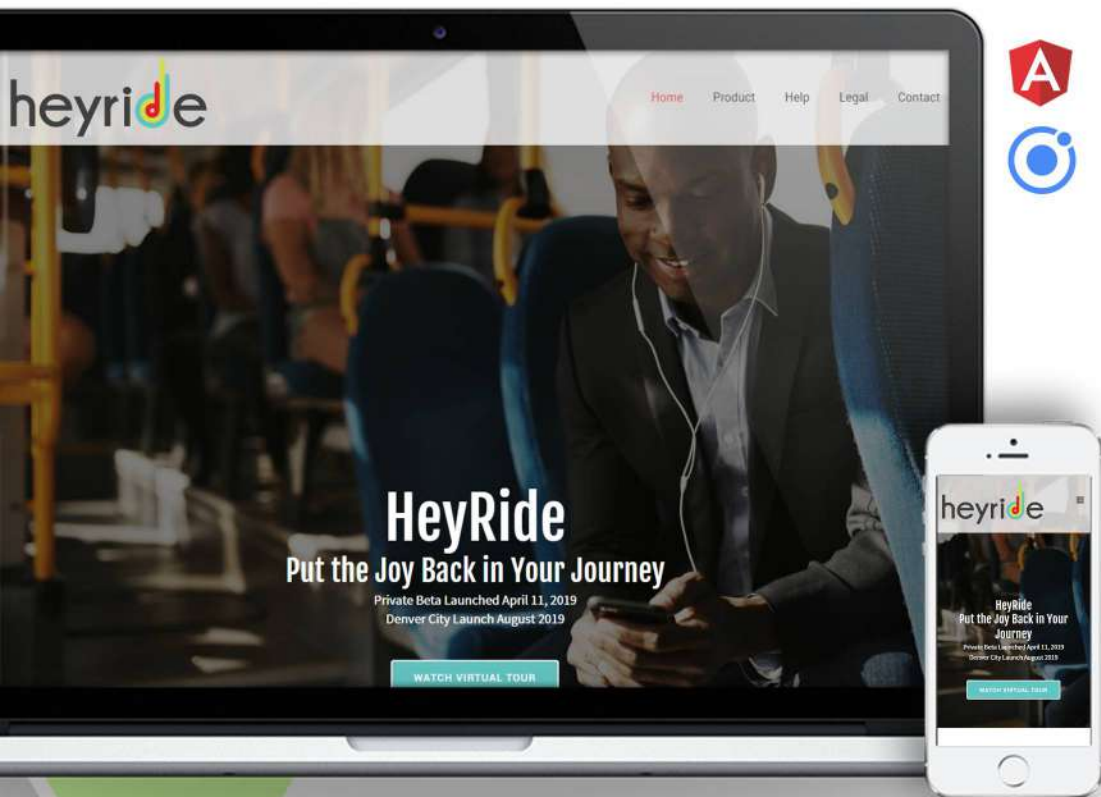 heyride
Home Product Help Legal Contact
A
HeyRide
Put the Joy Back in Your Journey
Private Beta Launched April 11, 2019
Denver City Launch August 2019
WATCH VIRTUAL TOUR
heyride
HeyRide
Put the Joy Back in Your
Journey
Private Beta Launched April 11, 2019
Denver City Launch August 2019
WATCH VIRTUAL TOUR